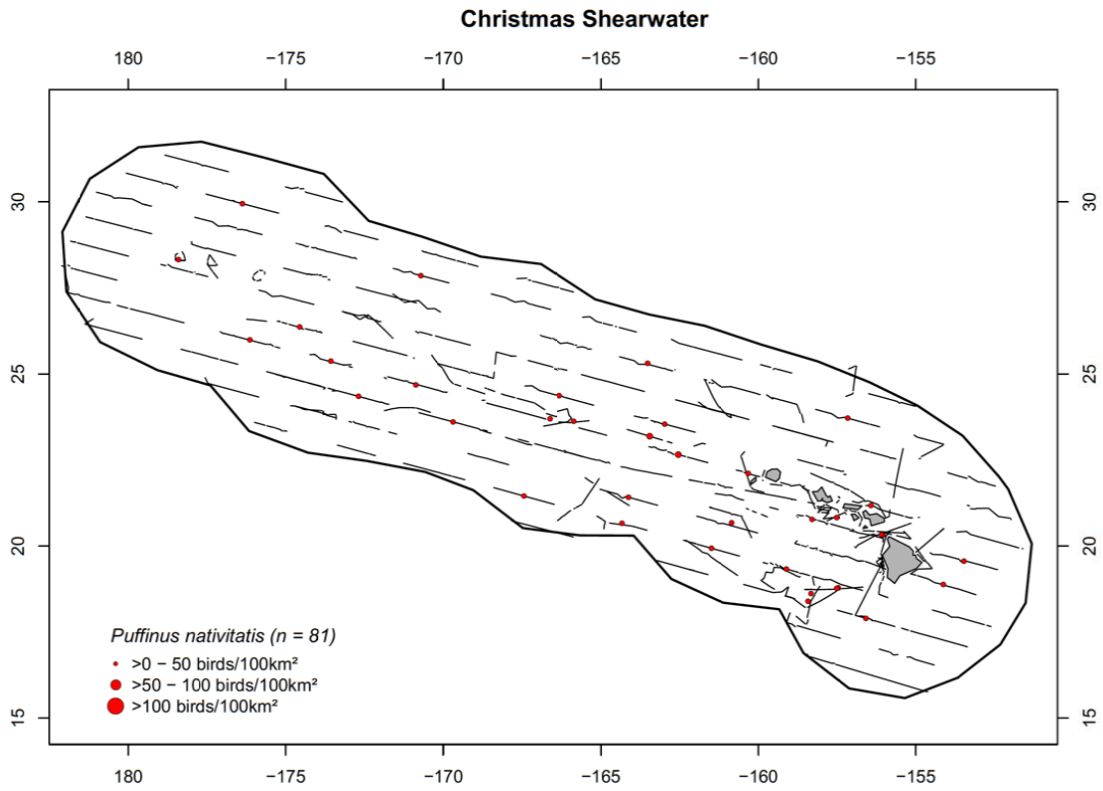 Christmas Shearwater
180 −175 −170 −165 −160 −155
30 30
25 25
20 20
15 15
Puffinus nativitatis (n = 81)
>0 − 50 birds/100km²
>50 − 100 birds/100km²
>100 birds/100km²
180 −175 −170 −165 −160 −155